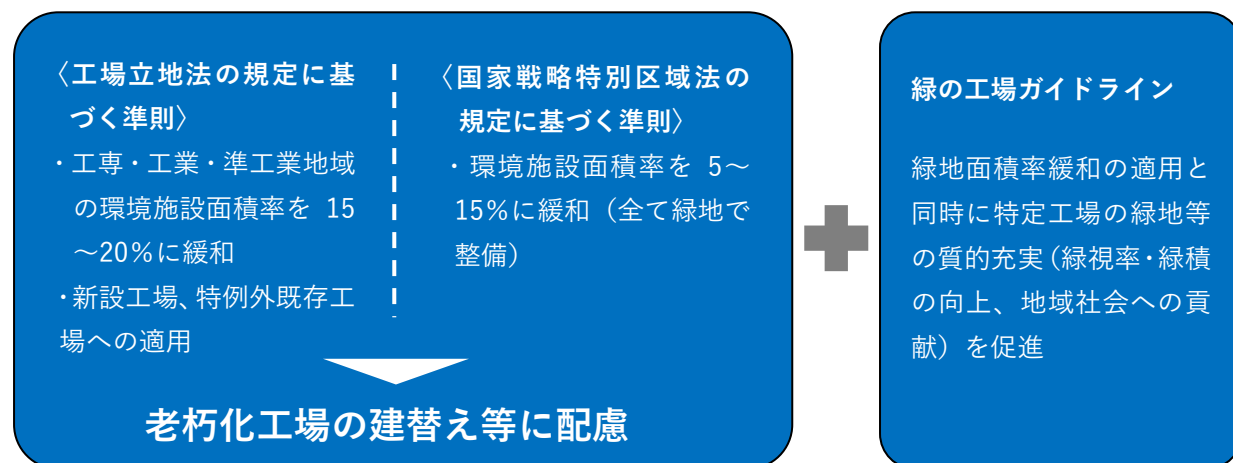 〈工場立地法の規定に基
づく準則〉
・工専・工業・準工業地域
の環境施設面積率を 15
～20％に緩和
・新設工場、特例外既存工
場への適用
〈国家戦略特別区域法の
規定に基づく準則〉
・環境施設面積率を 5～
15％に緩和（全て緑地で
整備）
老朽化工場の建替え等に配慮
緑の工場ガイドライン
緑地面積率緩和の適用と
同時に特定工場の緑地等
の質的充実（緑視率・緑積
の向上、地域社会への貢
献）を促進